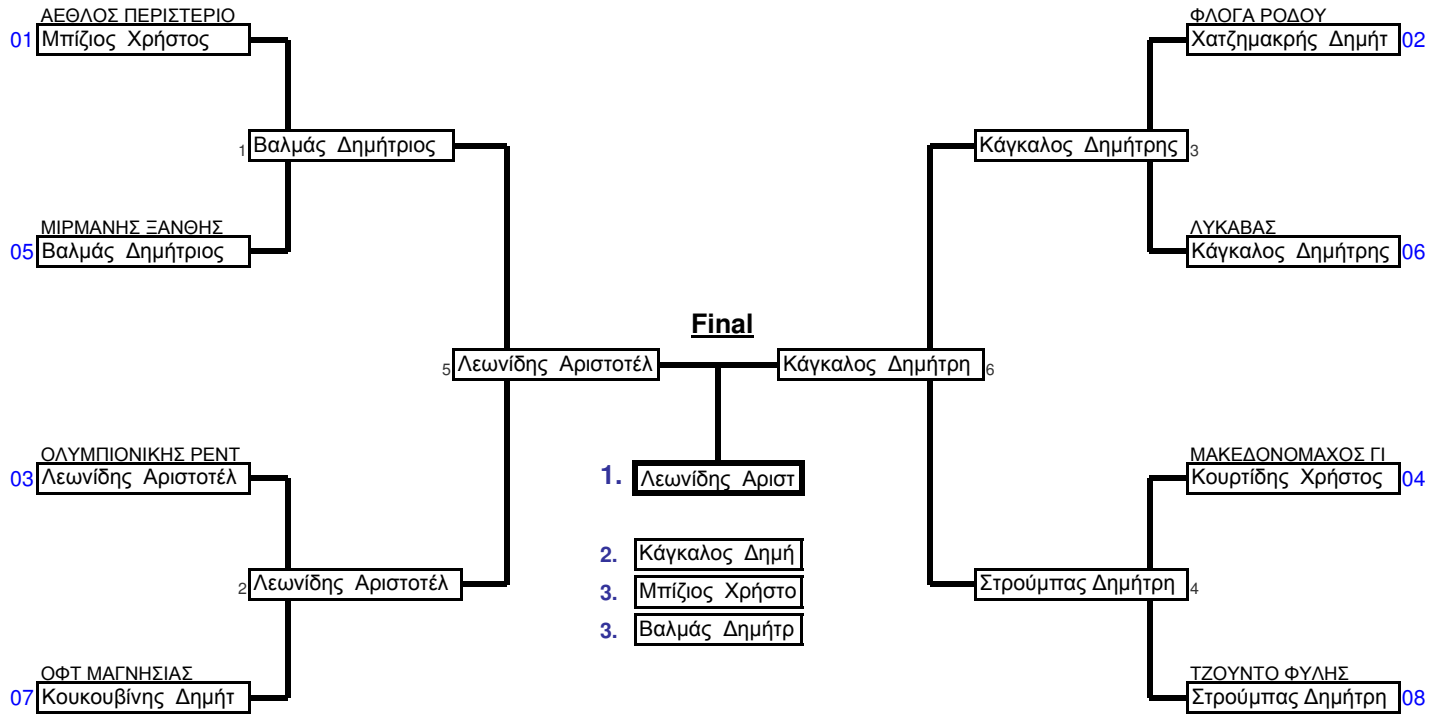 ΑΕΘΛΟΣ ΠΕΡΙΣΤΕΡΙΟ
01 Μπίζιος Χρήστος
ΦΛΟΓΑ ΡΟΔΟΥ
Χατζημακρής Δημήτ 02
1 Βαλμάς Δημήτριος
Κάγκαλος Δημήτρης 3
ΜΙΡΜΑΝΗΣ ΞΑΝΘΗΣ
05 Βαλμάς Δημήτριος
ΛΥΚΑΒΑΣ
Κάγκαλος Δημήτρης 06
Final
5 Λεωνίδης Αριστοτέλ
Κάγκαλος Δημήτρη 6
ΟΛΥΜΠΙΟΝΙΚΗΣ ΡΕΝΤ
03 Λεωνίδης Αριστοτέλ
1. Λεωνίδης Αριστ
ΜΑΚΕΔΟΝΟΜΑΧΟΣ ΓΙ
Κουρτίδης Χρήστος 04
2. Κάγκαλος Δημή
2 Λεωνίδης Αριστοτέλ
3. Μπίζιος Χρήστο
Στρούμπας Δημήτρη 4
3. Βαλμάς Δημήτρ
ΟΦΤ ΜΑΓΝΗΣΙΑΣ
07 Κουκουβίνης Δημήτ
ΤΖΟΥΝΤΟ ΦΥΛΗΣ
Στρούμπας Δημήτρη 08